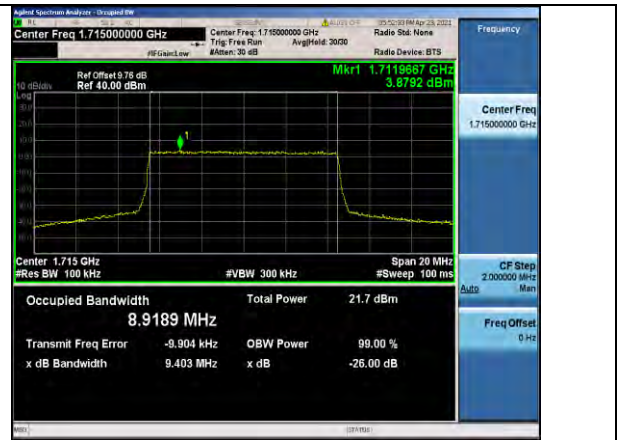 Agilent Spectrum Analyzer - Occupied BW
Center Freq 1.715000000 GHz
Center Freq: 1.715000000 GHz
Trig: Free Run Avg|Hold: 30/30
#IFGain:Low #Atten: 30 dB
Radio Std: None
Radio Device: BTS
Frequency
Ref Offset 9.76 dB
Ref 40.00 dBm
10 dB/div
Log
Mkr1 1.7119667 GHz
3.8792 dBm
1
Center Freq
1.715000000 GHz
Center 1.715 GHz
Span 20 MHz
#Res BW 100 kHz
#VBW 300 kHz
#Sweep 100 ms
CF Step
2.000000 MHz
Auto Man
Occupied Bandwidth
8.9189 MHz
Total Power 21.7 dBm
Transmit Freq Error -9.904 kHz
OBW Power 99.00 %
x dB Bandwidth 9.403 MHz
x dB -26.00 dB
Freq Offset
0 Hz
MSG
STATUS